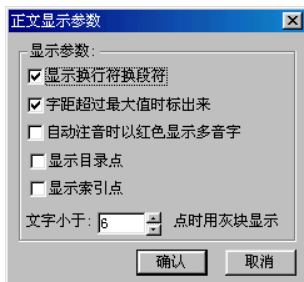 正文显示参数
显示参数:
显示换行符换段符
字距超过最大值时标出来
自动注音时以红色显示多音字
显示目录点
显示索引点
文字小于: 6 点时用灰块显示
确认 取消